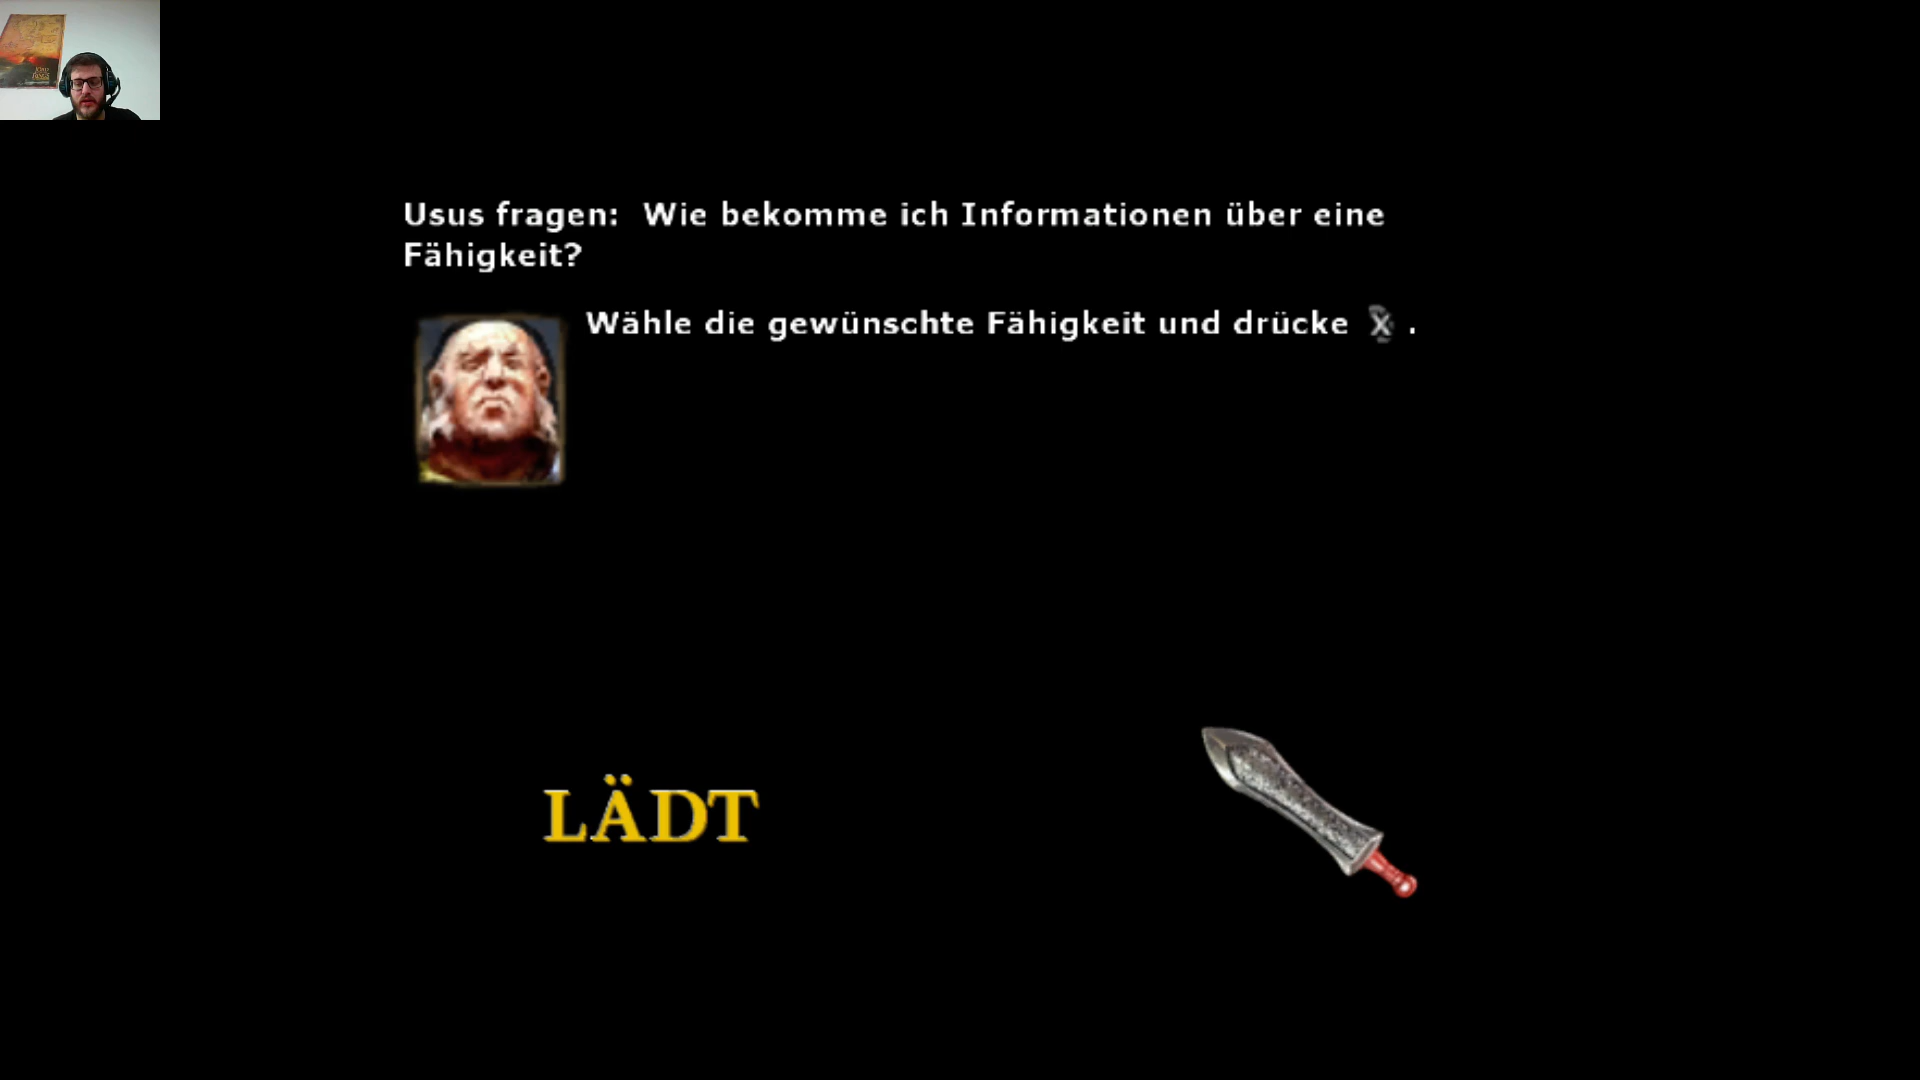 Usus fragen:  Wie bekomme ich Informationen über eine
Fähigkeit?
Wähle die gewünschte Fähigkeit und drücke X .
LÄDT